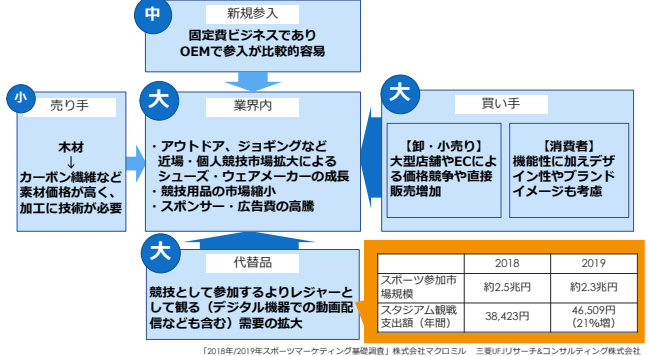 中
新規参入
固定費ビジネスであり
OEMで参入が比較的容易
小
売り手
木材
↓
カーボン繊維など
素材価格が高く、
加工に技術が必要
大
業界内
・アウトドア、ジョギングなど
近場・個人競技市場拡大による
シューズ・ウェアメーカーの成長
・競技用品の市場縮小
・スポンサー・広告費の高騰
大
買い手
【卸・小売り】
大型店舗やECによ
る価格競争や直接
販売増加
【消費者】
機能性に加えデザ
イン性やブランド
イメージも考慮
大
代替品
競技として参加するよりレジャーと
して観る（デジタル機器での動画配
信なども含む）需要の拡大
2018 2019
スポーツ参加市
場規模 約2.5兆円 約2.3兆円
スタジアム観戦
支出額（年間） 38,423円 46,509円
（21%増）
「2018年/2019年スポーツマーケティング基礎調査」株式会社マクロミル 三菱UFJリサーチ&コンサルティング株式会社